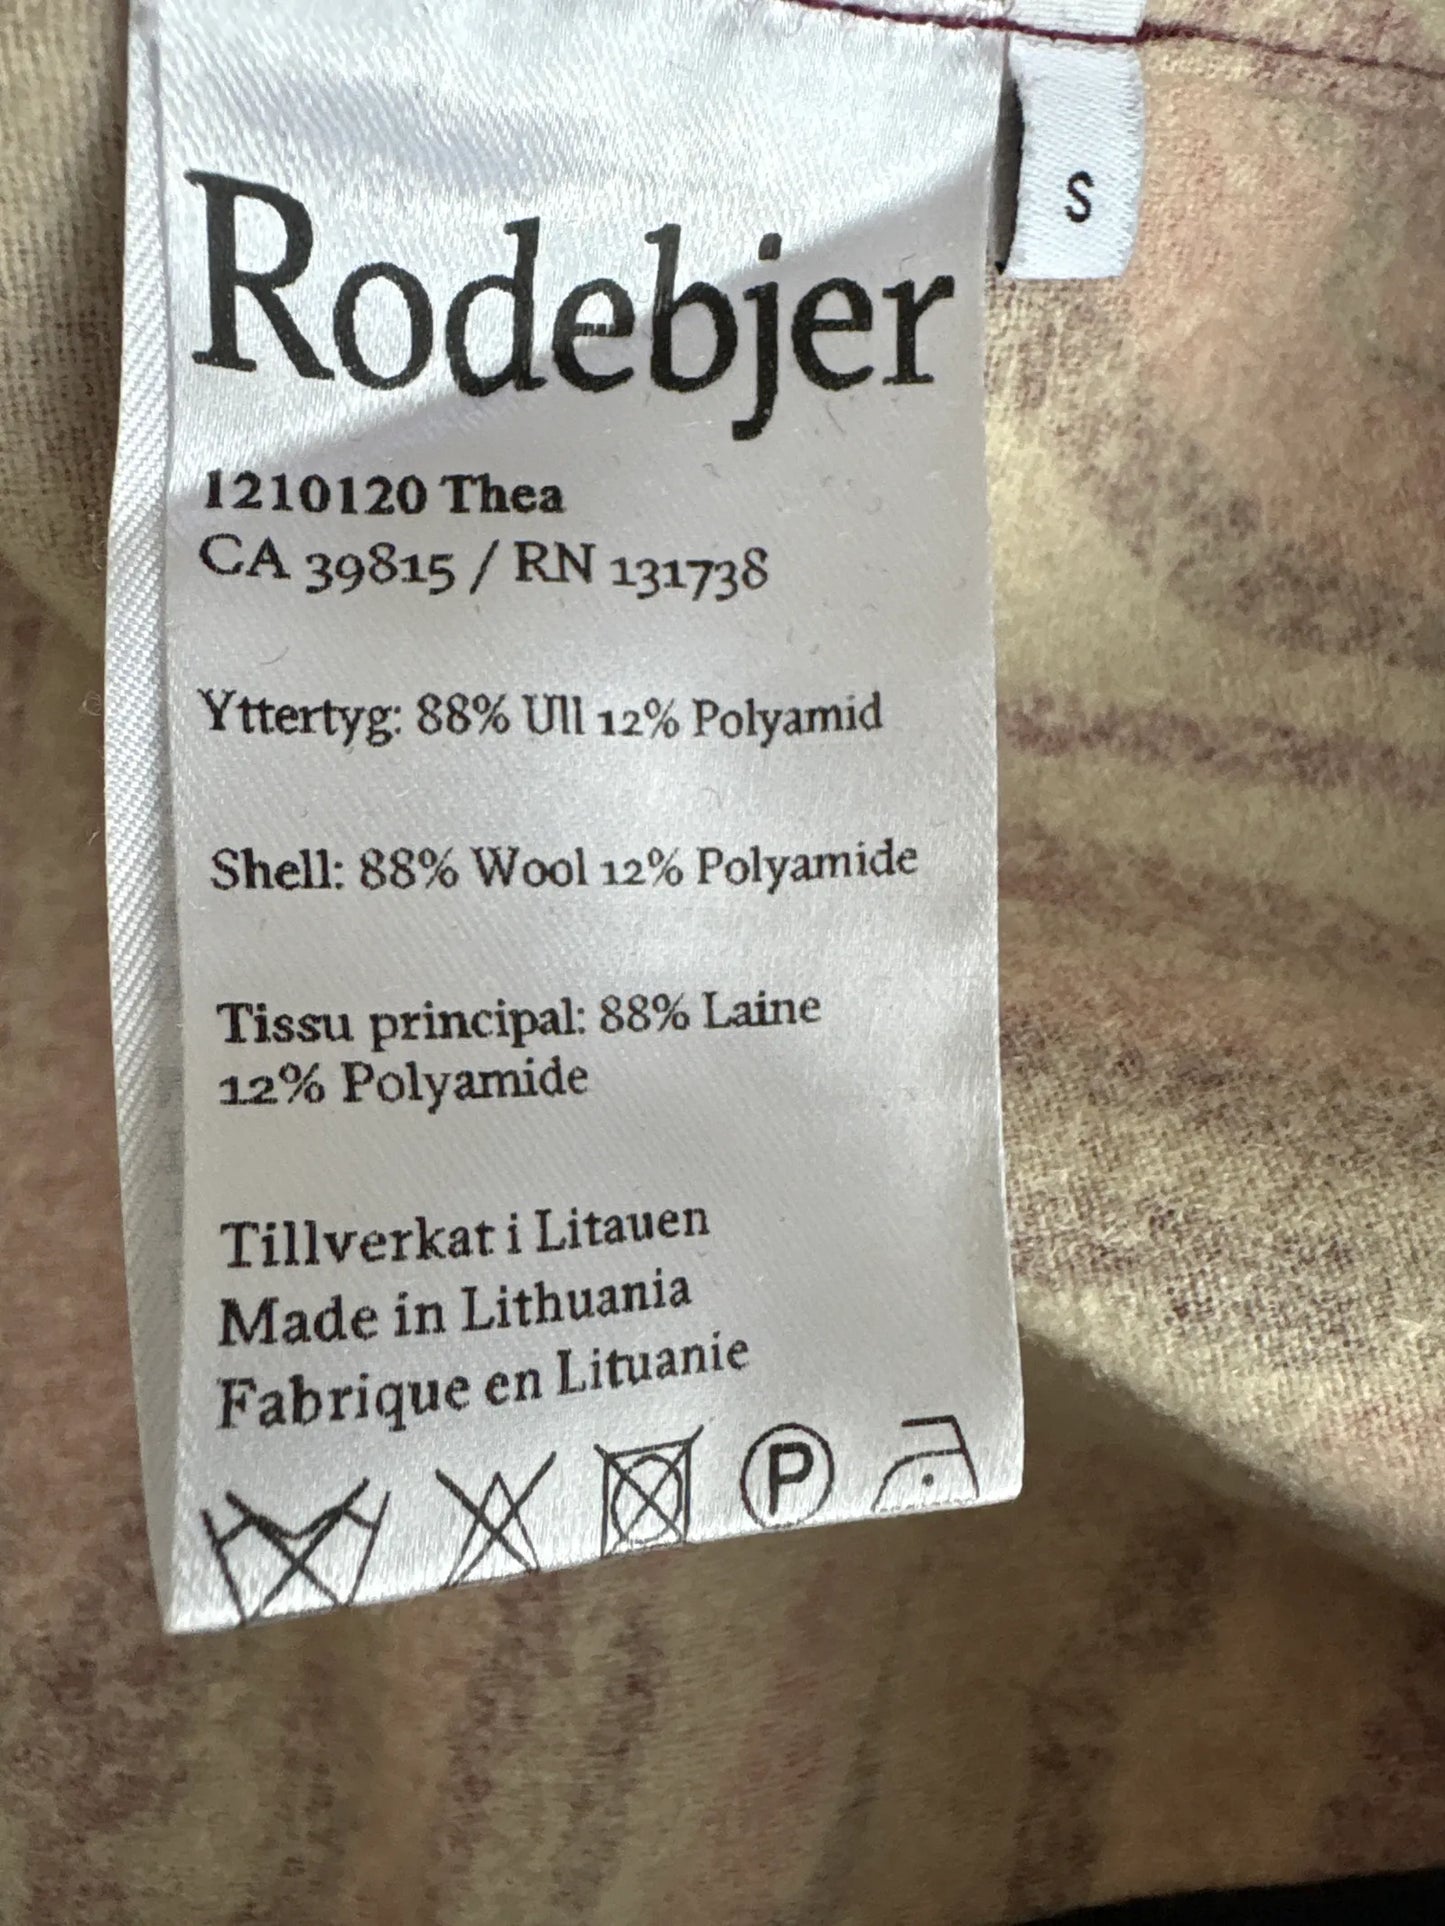 Rodebjer
S
1210120 Thea
CA 39815 / RN 131738
Yttertyg: 88% Ull 12% Polyamid
Shell: 88% Wool 12% Polyamide
Tissu principal: 88% Laine
12% Polyamide
Tillverkat i Litauen
Made in Lithuania
Fabrique en Lituanie
P